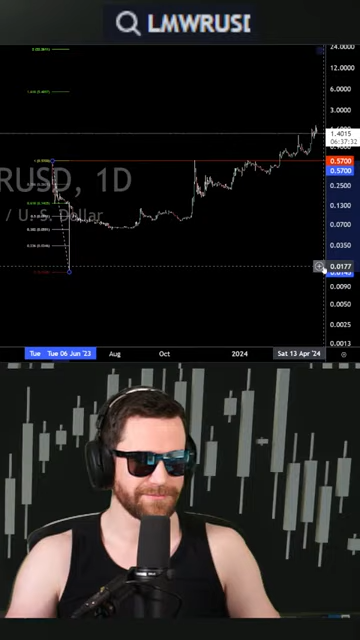 LMWRUSD
24.0000
12.0000
6.0000
3.0000
1.4015
06:37:32
0.5700
0.5700
RUSD, 1D
0.2500
/ U. S. Dollar
0.1300
0.0700
0.0350
0.0177
0.0090
0.0050
0.0025
0.0013
Tue
Tue 06 Jun '23
Aug
Oct
2024
Sat 13 Apr '24